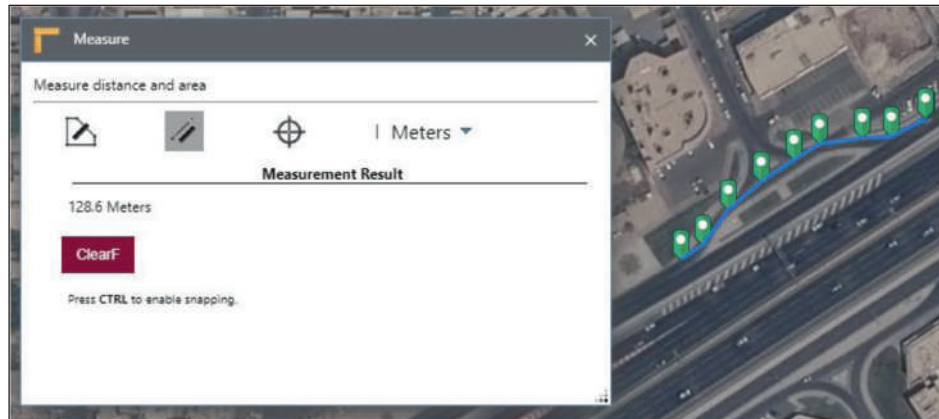 Measure
Measure distance and area
| Meters
Measurement Result
128.6 Meters
ClearF
Press CTRL to enable snapping.